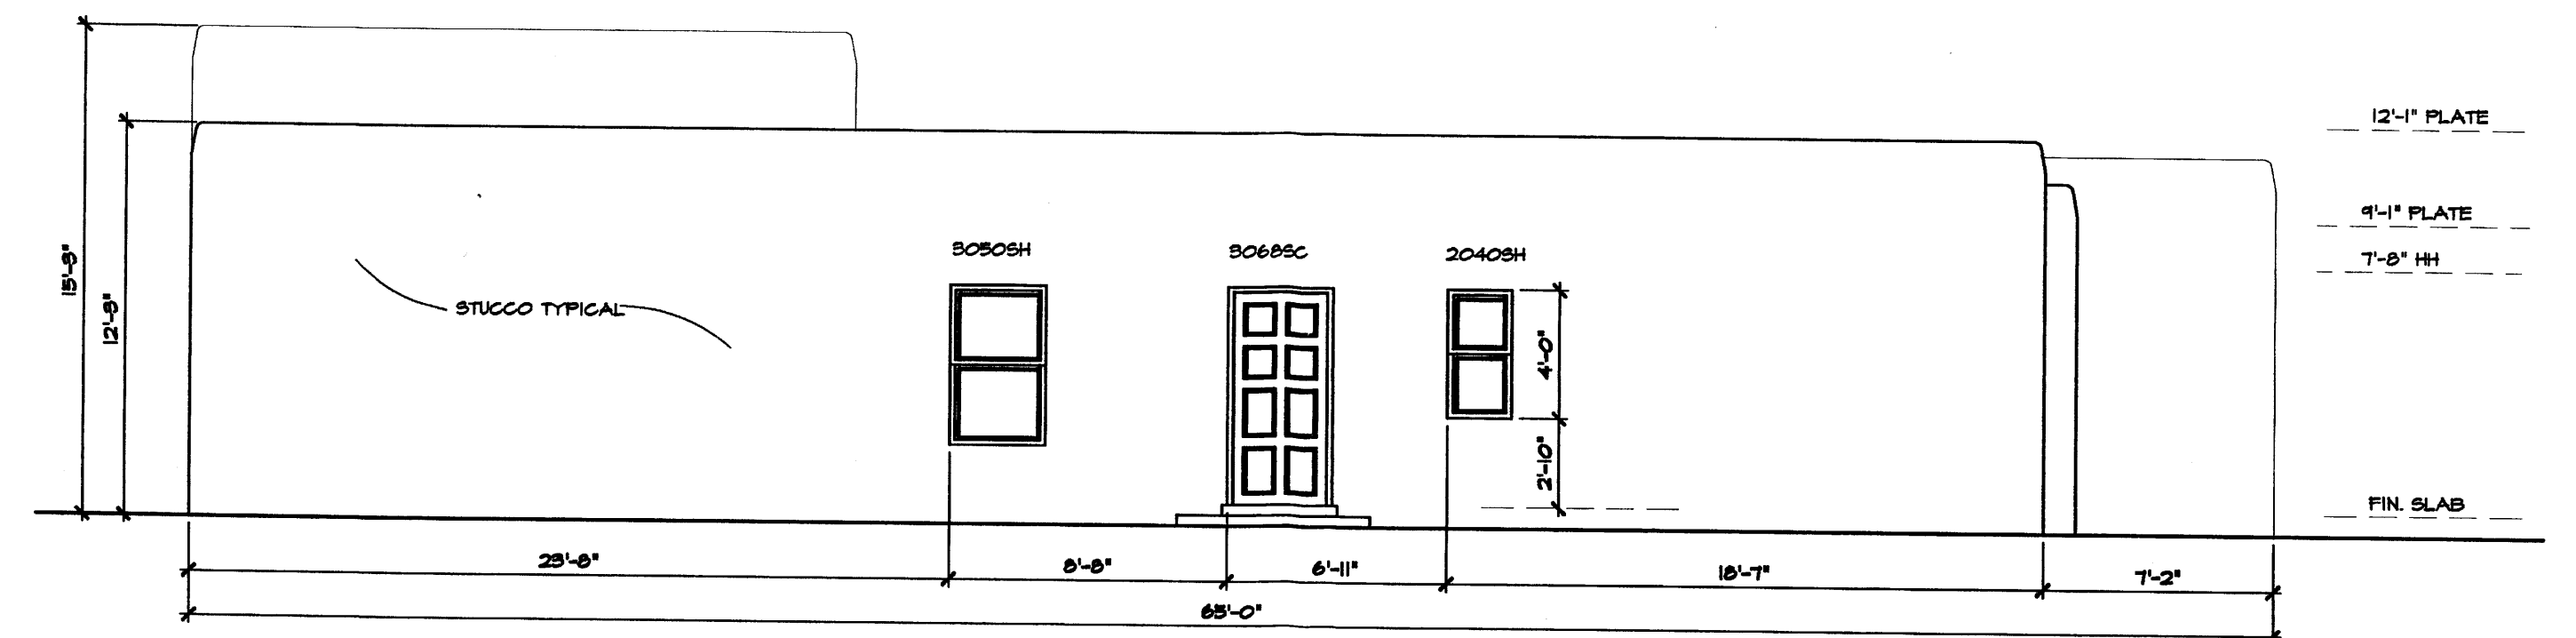 12'-1" PLATE
9'-1" PLATE
7'-8" HH
3050SH
3068SC
2040SH
15'-3"
12'-3"
STUCCO TYPICAL
4'-0"
2'-10"
FIN. SLAB
23'-8"
8'-8"
6'-11"
18'-7"
7'-2"
65'-0"